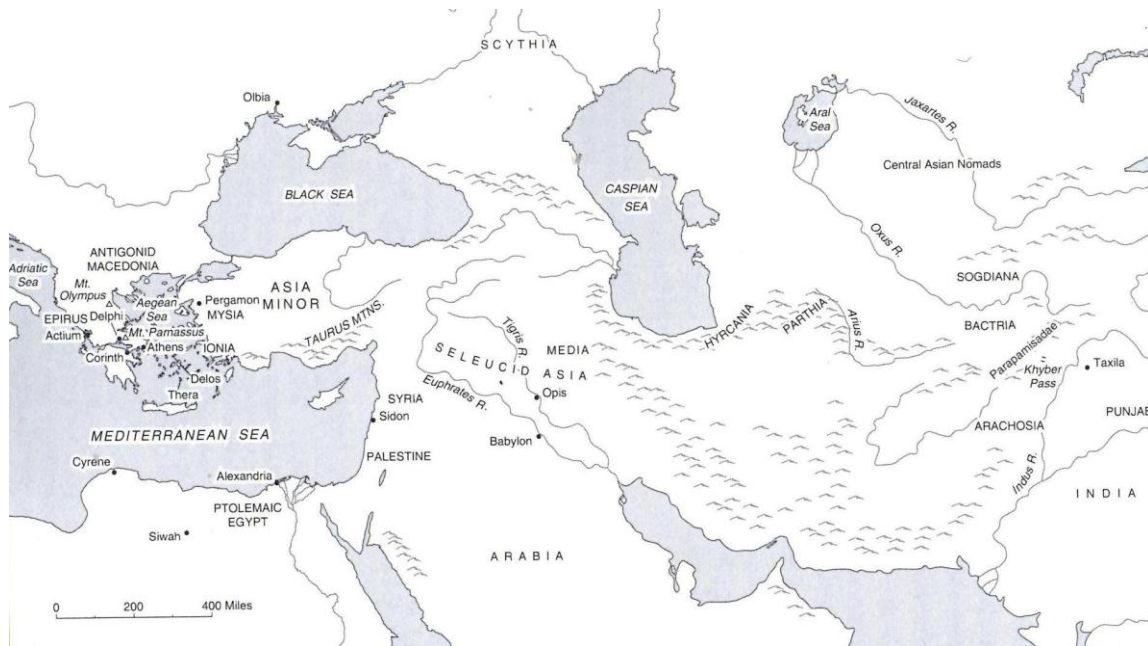 SCYTHIA
Olbia
Aral
Sea
Jaxartes R.
Central Asian Nomads
BLACK SEA
CASPIAN
SEA
Oxus R.
ANTIGONID
MACEDONIA
Adriatic
Sea
Mt.
Olympus
Aegean
Sea
ASIA
MINOR
Pergamon
MYSIA
SOGDIANA
EPIRUS
Delphi
Actium
Mt. Parnassus
Athens
IONIA
Corinth
Delos
Thera
TAURUS MTNS.
Tigris R.
MEDIA
SELEUCID ASIA
Euphrates R.
Opis
Babylon
HYRCANIA
PARTHIA
Arius R.
BACTRIA
Parapamisadae
Khyber
Pass
Taxila
ARACHOSIA
PUNJAB
Indus R.
INDIA
SYRIA
Sidon
MEDITERRANEAN SEA
PALESTINE
Cyrene
Alexandria
PTOLEMAIC
EGYPT
Siwah
ARABIA
0 200 400 Miles